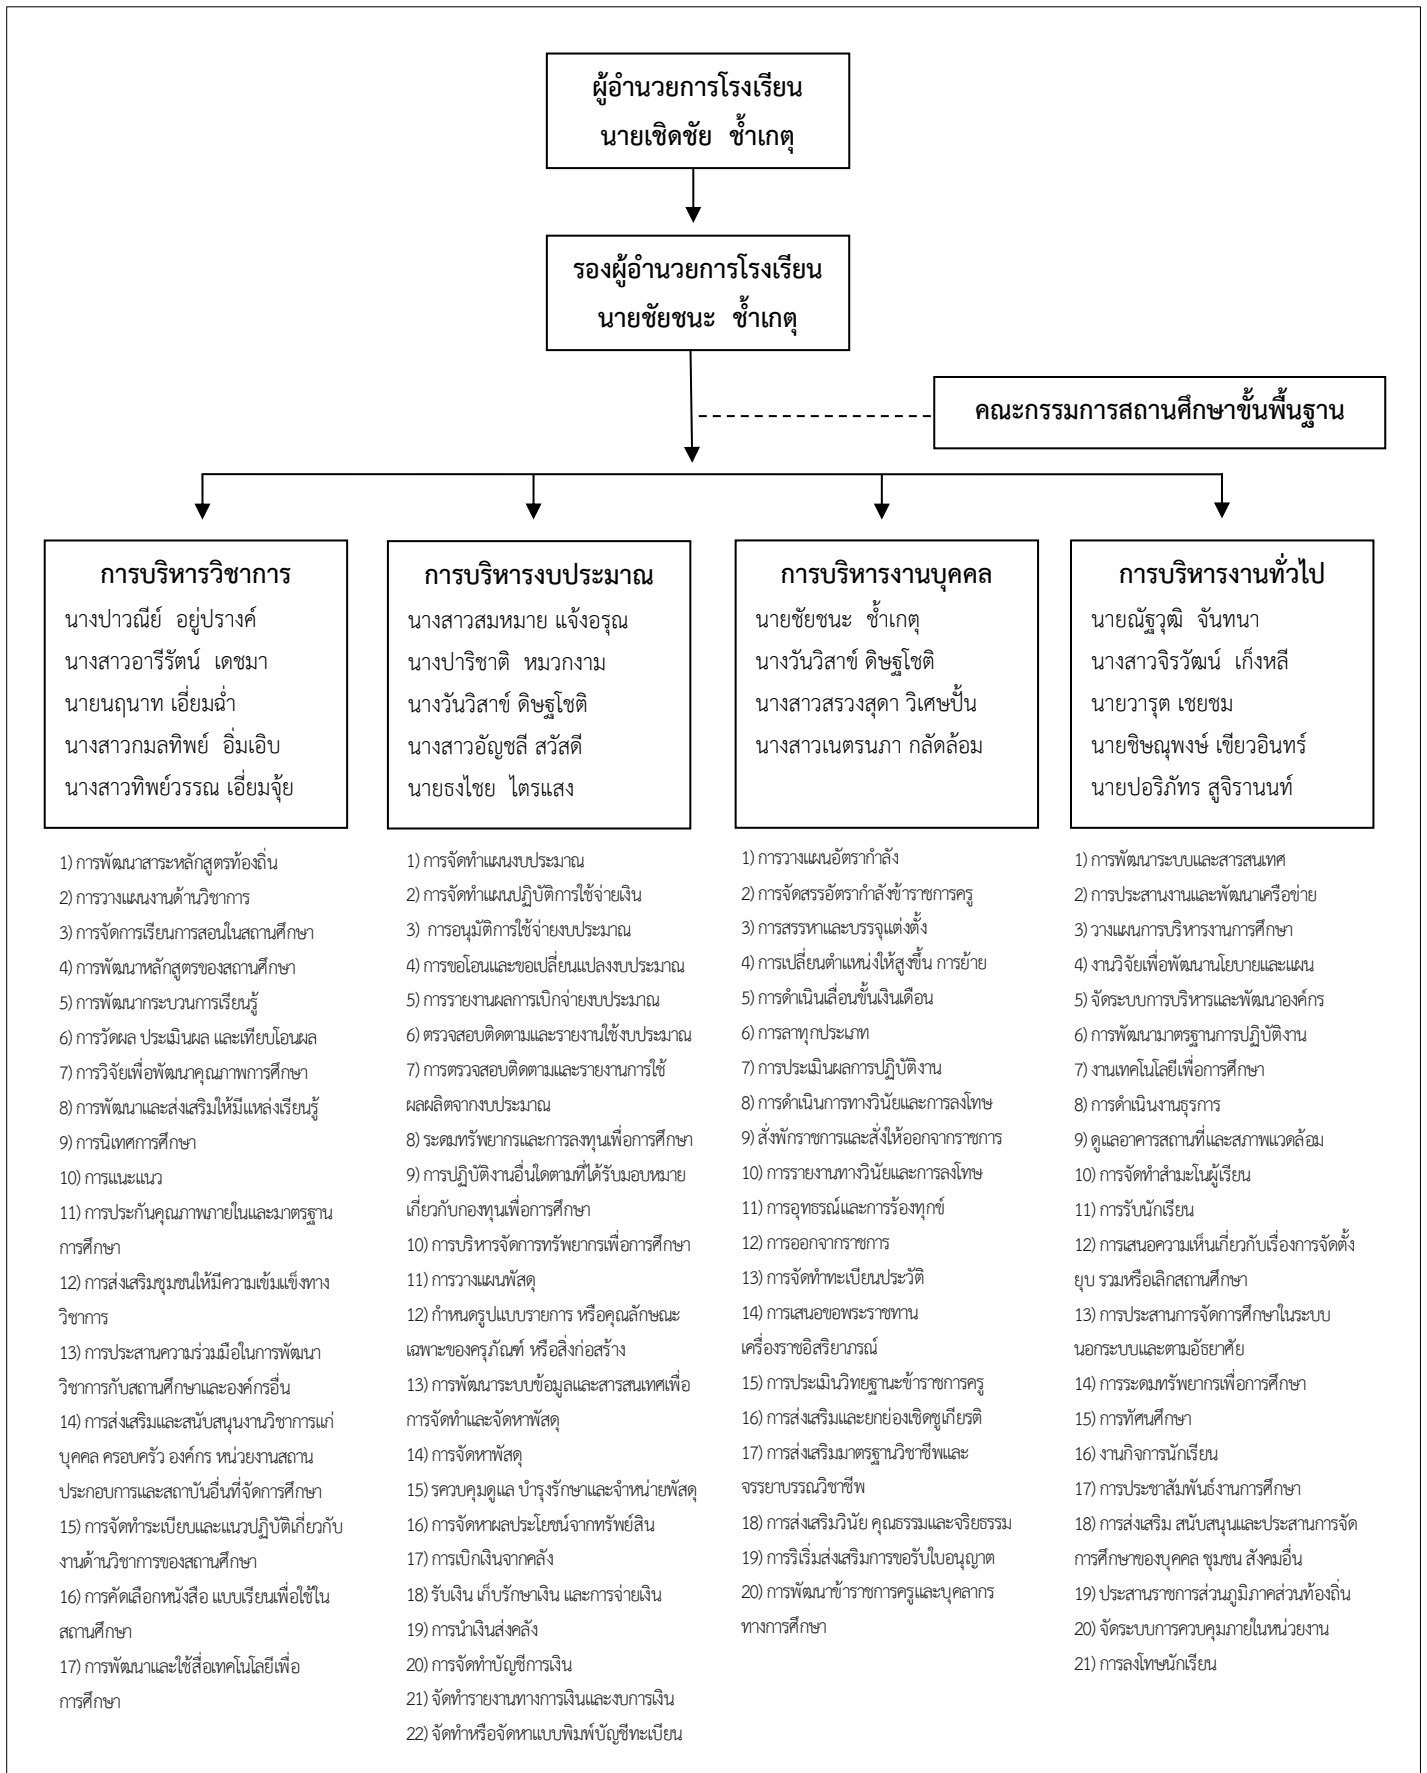 ผู้อำนวยการโรงเรียน
นายเชิดชัย ช้ำเกตุ
รองผู้อำนวยการโรงเรียน
นายชัยชนะ ช้ำเกตุ
คณะกรรมการสถานศึกษาขั้นพื้นฐาน
การบริหารวิชาการ
นางปาวณีย์ อยู่ปรางค์
นางสาวอารีรัตน์ เดชมา
นายนฤนาท เอี่ยมฉ่ำ
นางสาวกมลทิพย์ อิ่มเอิบ
นางสาวทิพย์วรรณ เอี่ยมจุ้ย
1) การพัฒนาสาระหลักสูตรท้องถิ่น
2) การวางแผนงานด้านวิชาการ
3) การจัดการเรียนการสอนในสถานศึกษา
4) การพัฒนาหลักสูตรของสถานศึกษา
5) การพัฒนากระบวนการเรียนรู้
6) การวัดผล ประเมินผล และเทียบโอนผล
7) การวิจัยเพื่อพัฒนาคุณภาพการศึกษา
8) การพัฒนาและส่งเสริมให้มีแหล่งเรียนรู้
9) การนิเทศการศึกษา
10) การแนะแนว
11) การประกันคุณภาพภายในและมาตรฐาน
การศึกษา
12) การส่งเสริมชุมชนให้มีความเข้มแข็งทาง
วิชาการ
13) การประสานความร่วมมือในการพัฒนา
วิชาการกับสถานศึกษาและองค์กรอื่น
14) การส่งเสริมและสนับสนุนงานวิชาการแก่
บุคคล ครอบครัว องค์กร หน่วยงานสถาน
ประกอบการและสถาบันอื่นที่จัดการศึกษา
15) การจัดทำระเบียบและแนวปฏิบัติเกี่ยวกับ
งานด้านวิชาการของสถานศึกษา
16) การคัดเลือกหนังสือ แบบเรียนเพื่อใช้ใน
สถานศึกษา
17) การพัฒนาและใช้สื่อเทคโนโลยีเพื่อ
การศึกษา
การบริหารงบประมาณ
นางสาวสมหมาย แจ้งอรุณ
นางปาริชาติ หมวกงาม
นางวันวิสาข์ ดิษฐโชติ
นางสาวอัญชลี สวัสดี
นายธงไชย ไตรแสง
1) การจัดทำแผนงบประมาณ
2) การจัดทำแผนปฏิบัติการใช้จ่ายเงิน
3) การอนุมัติการใช้จ่ายงบประมาณ
4) การขอโอนและขอเปลี่ยนแปลงงบประมาณ
5) การรายงานผลการเบิกจ่ายงบประมาณ
6) ตรวจสอบติดตามและรายงานใช้งบประมาณ
7) การตรวจสอบติดตามและรายงานการใช้
ผลผลิตจากงบประมาณ
8) ระดมทรัพยากรและการลงทุนเพื่อการศึกษา
9) การปฏิบัติงานอื่นใดตามที่ได้รับมอบหมาย
เกี่ยวกับกองทุนเพื่อการศึกษา
10) การบริหารจัดการทรัพยากรเพื่อการศึกษา
11) การวางแผนพัสดุ
12) กำหนดรูปแบบรายการ หรือคุณลักษณะ
เฉพาะของครุภัณฑ์ หรือสิ่งก่อสร้าง
13) การพัฒนาระบบข้อมูลและสารสนเทศเพื่อ
การจัดทำและจัดหาพัสดุ
14) การจัดหาพัสดุ
15) รควบคุมดูแล บำรุงรักษาและจำหน่ายพัสดุ
16) การจัดหาผลประโยชน์จากทรัพย์สิน
17) การเบิกเงินจากคลัง
18) รับเงิน เก็บรักษาเงิน และการจ่ายเงิน
19) การนำเงินส่งคลัง
20) การจัดทำบัญชีการเงิน
21) จัดทำรายงานทางการเงินและงบการเงิน
22) จัดทำหรือจัดหาแบบพิมพ์บัญชีทะเบียน
การบริหารงานบุคคล
นายชัยชนะ ช้ำเกตุ
นางวันวิสาข์ ดิษฐโชติ
นางสาวสรวงสุดา วิเศษปั้น
นางสาวเนตรนภา กลัดล้อม
1) การวางแผนอัตรากำลัง
2) การจัดสรรอัตรากำลังข้าราชการครู
3) การสรรหาและบรรจุแต่งตั้ง
4) การเปลี่ยนตำแหน่งให้สูงขึ้น การย้าย
5) การดำเนินเลื่อนขั้นเงินเดือน
6) การลาทุกประเภท
7) การประเมินผลการปฏิบัติงาน
8) การดำเนินการทางวินัยและการลงโทษ
9) สั่งพักราชการและสั่งให้ออกจากราชการ
10) การรายงานทางวินัยและการลงโทษ
11) การอุทธรณ์และการร้องทุกข์
12) การออกจากราชการ
13) การจัดทำทะเบียนประวัติ
14) การเสนอขอพระราชทาน
เครื่องราชอิสริยาภรณ์
15) การประเมินวิทยฐานะข้าราชการครู
16) การส่งเสริมและยกย่องเชิดชูเกียรติ
17) การส่งเสริมมาตรฐานวิชาชีพและ
จรรยาบรรณวิชาชีพ
18) การส่งเสริมวินัย คุณธรรมและจริยธรรม
19) การริเริ่มส่งเสริมการขอรับใบอนุญาต
20) การพัฒนาข้าราชการครูและบุคลากร
ทางการศึกษา
การบริหารงานทั่วไป
นายณัฐวุฒิ จันทนา
นางสาวจิรวัฒน์ เก็งหลี
นายวารุต เชยชม
นายชิษณุพงษ์ เขียวอินทร์
นายปอริภัทร สูจิรานนท์
1) การพัฒนาระบบและสารสนเทศ
2) การประสานงานและพัฒนาเครือข่าย
3) วางแผนการบริหารงานการศึกษา
4) งานวิจัยเพื่อพัฒนานโยบายและแผน
5) จัดระบบการบริหารและพัฒนาองค์กร
6) การพัฒนามาตรฐานการปฏิบัติงาน
7) งานเทคโนโลยีเพื่อการศึกษา
8) การดำเนินงานธุรการ
9) ดูแลอาคารสถานที่และสภาพแวดล้อม
10) การจัดทำสำมะโนผู้เรียน
11) การรับนักเรียน
12) การเสนอความเห็นเกี่ยวกับเรื่องการจัดตั้ง
ยุบ รวมหรือเลิกสถานศึกษา
13) การประสานการจัดการศึกษาในระบบ
นอกระบบและตามอัธยาศัย
14) การระดมทรัพยากรเพื่อการศึกษา
15) การทัศนศึกษา
16) งานกิจการนักเรียน
17) การประชาสัมพันธ์งานการศึกษา
18) การส่งเสริม สนับสนุนและประสานการจัด
การศึกษาของบุคคล ชุมชน สังคมอื่น
19) ประสานราชการส่วนภูมิภาคส่วนท้องถิ่น
20) จัดระบบการควบคุมภายในหน่วยงาน
21) การลงโทษนักเรียน